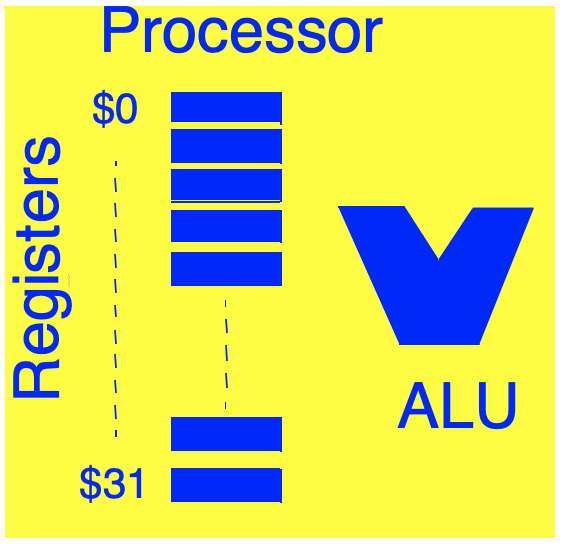 Processor
$0
Registers
$31
ALU